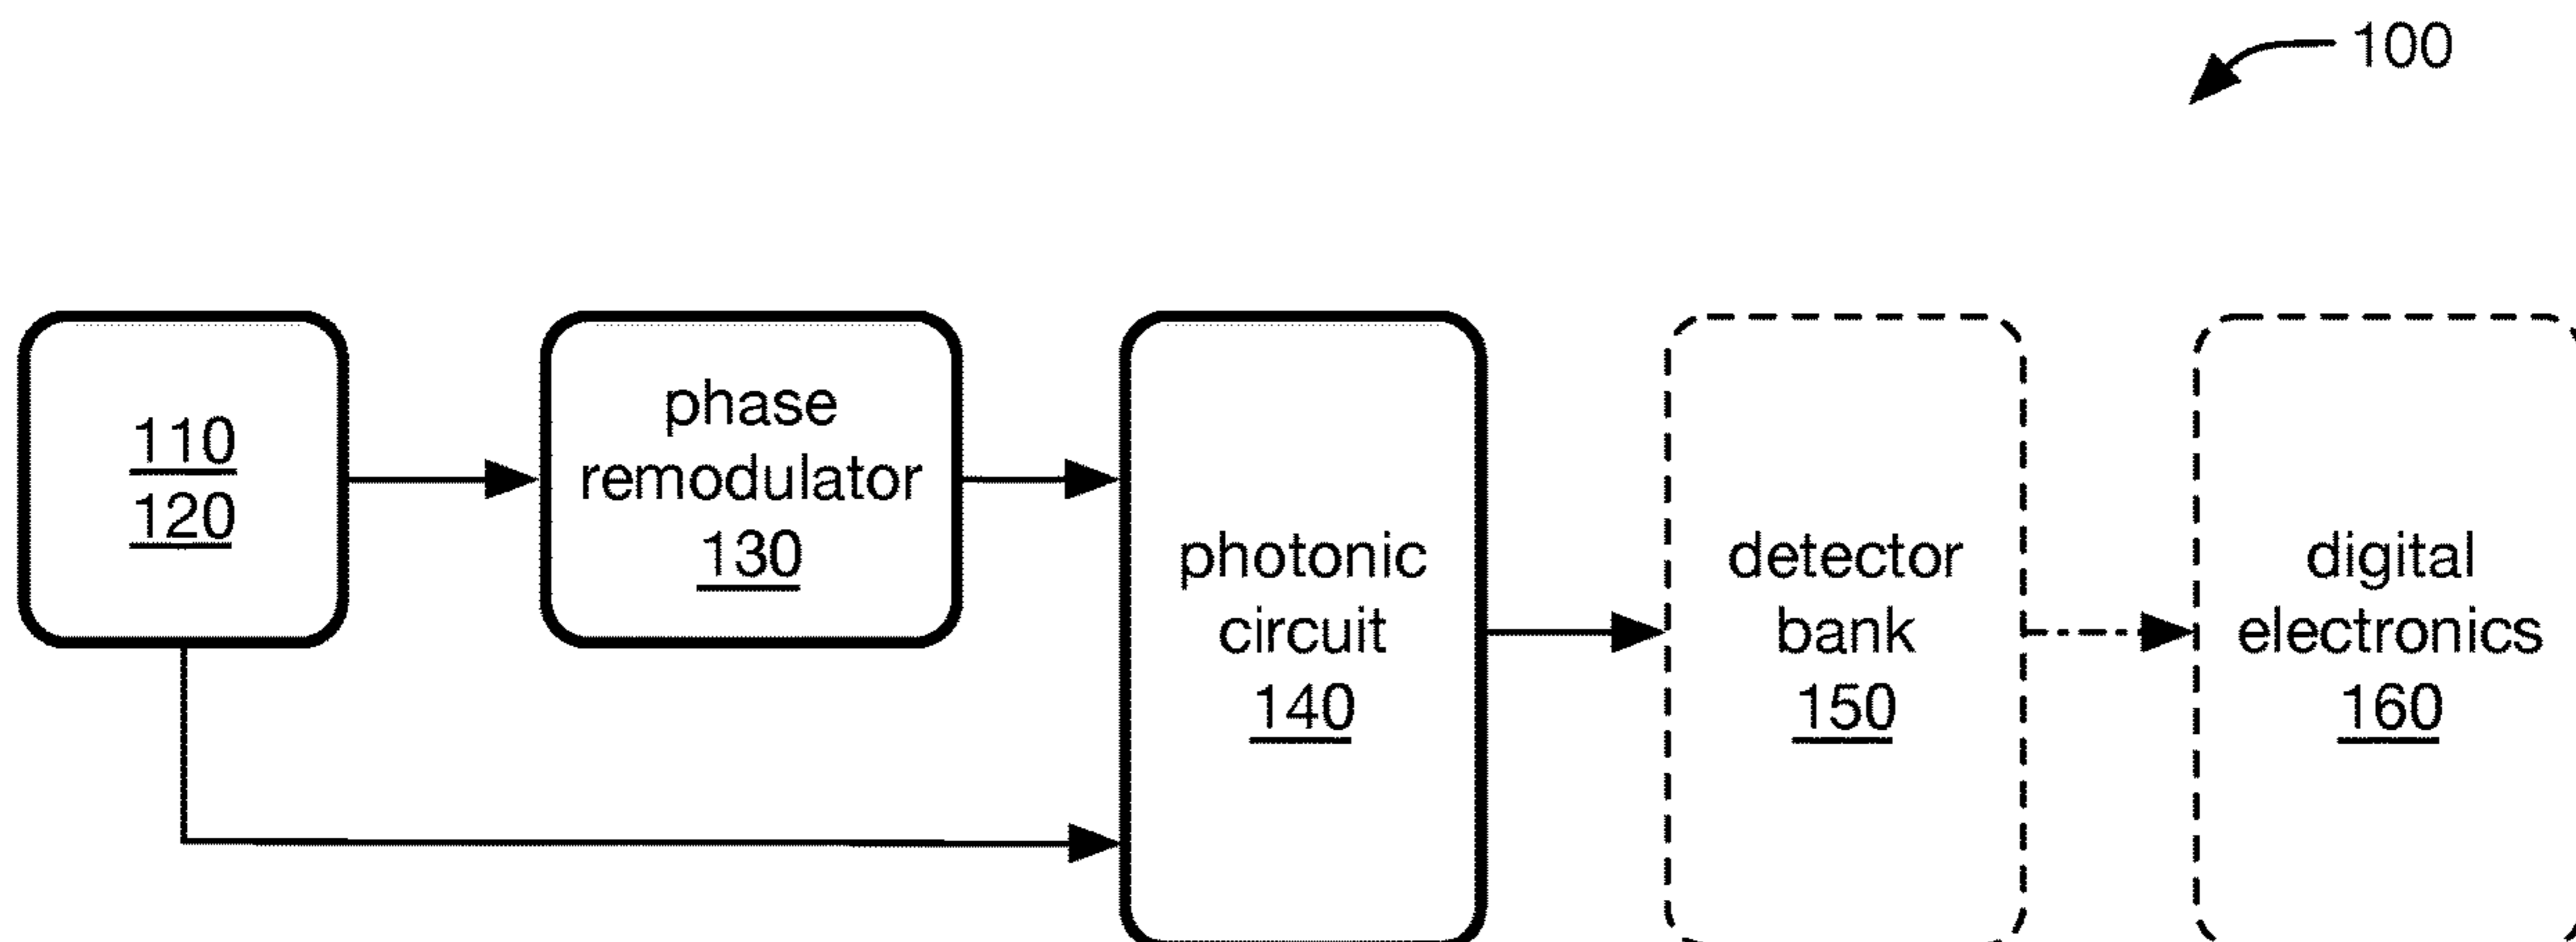 100
110
120
phase
remodulator
130
photonic
circuit
140
detector
bank
150
digital
electronics
160